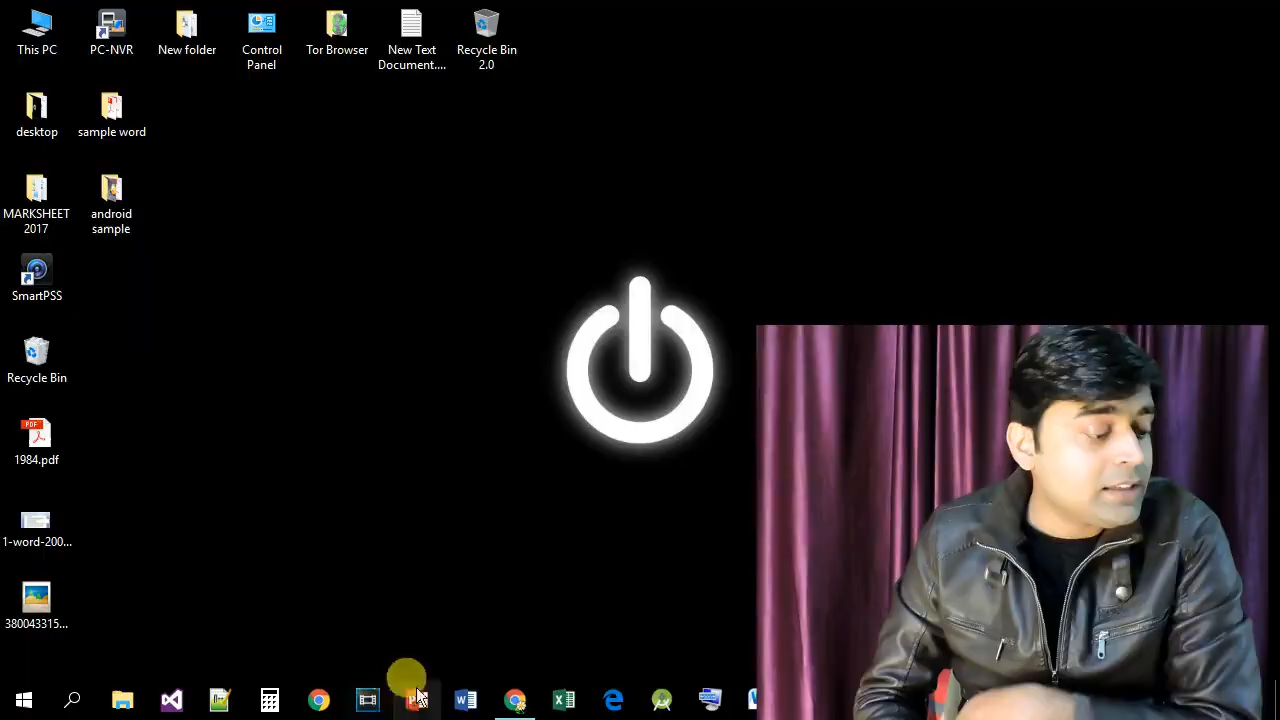 This PC
PC-NVR
New folder
Control
Panel
Tor Browser
New Text
Document....
Recycle Bin
2.0
desktop
sample word
MARKSHEET
2017
android
sample
SmartPSS
Recycle Bin
PDF
1984.pdf
1-word-200...
380043315...